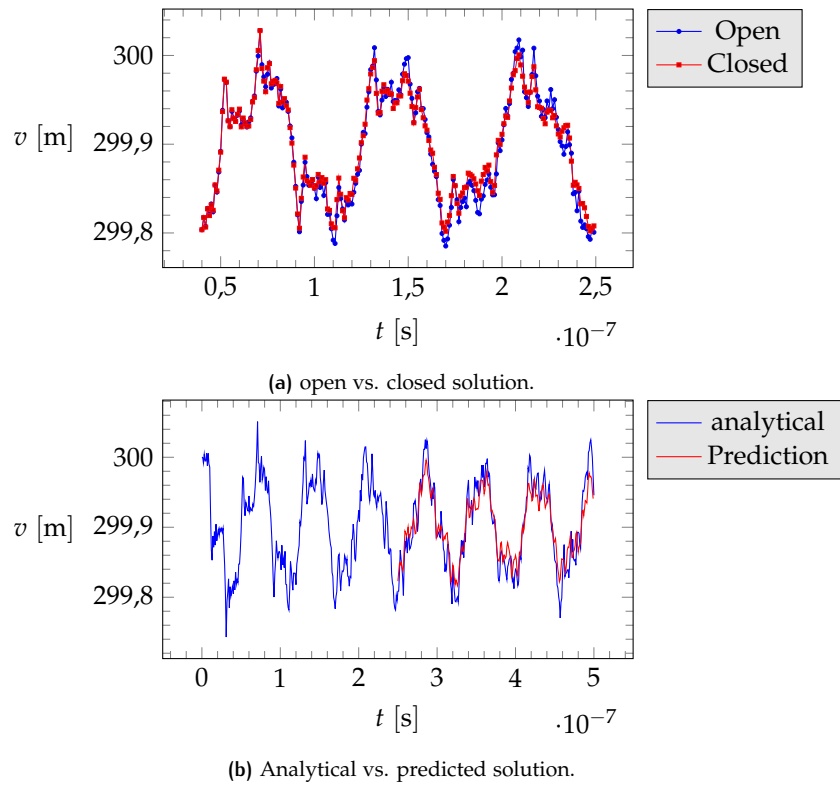 300
299,9
299,8
v [m]
0,5
1
1,5
2
2,5
t [s]
·10−7
Open
Closed
(a) open vs. closed solution.
300
299,9
299,8
v [m]
0
1
2
3
4
5
t [s]
·10−7
analytical
Prediction
(b) Analytical vs. predicted solution.